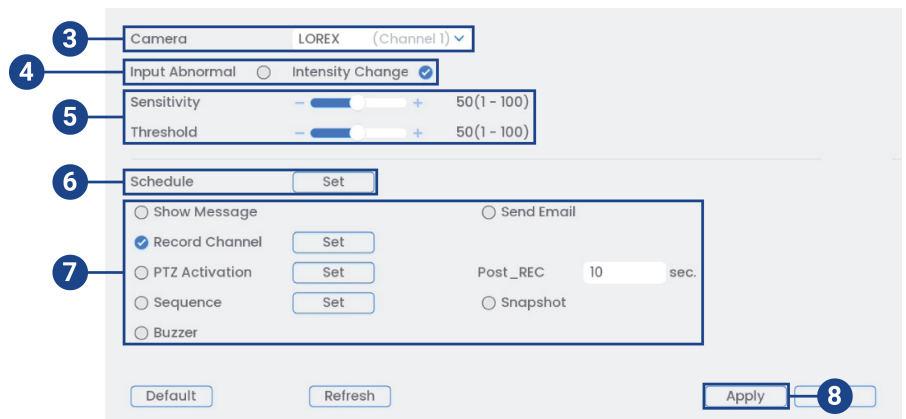 3 Camera LOREX (Channel 1)
4 Input Abnormal Intensity Change
5 Sensitivity - + 50(1 - 100)
Threshold - + 50(1 - 100)
6 Schedule Set
Show Message Send Email
Record Channel Set
7 PTZ Activation Set Post_REC 10 sec.
Sequence Set Snapshot
Buzzer
Default Refresh Apply 8